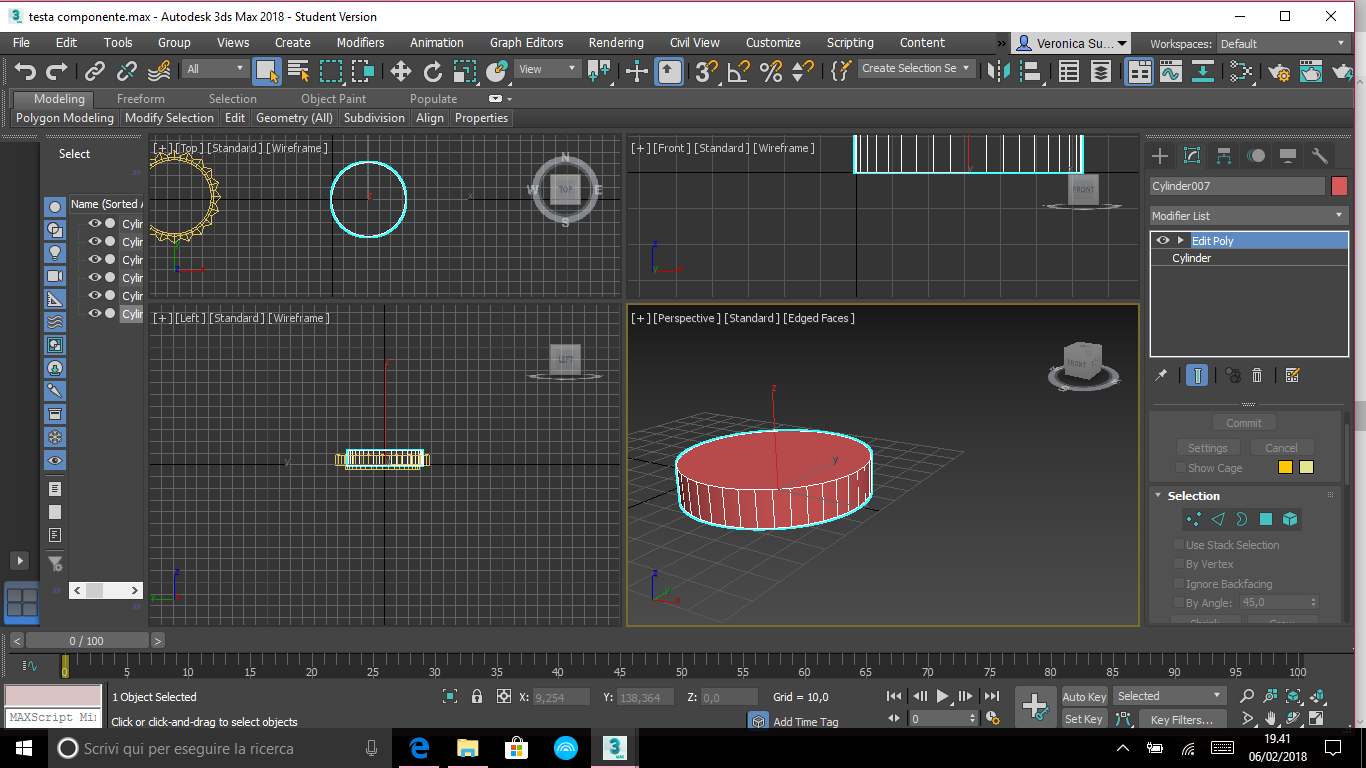 testa componente.max - Autodesk 3ds Max 2018 - Student Version
File Edit Tools Group Views Create Modifiers Animation Graph Editors Rendering Civil View Customize Scripting Content » Veronica Su... Workspaces: Default
All View Create Selection Se
Modeling Freeform Selection Object Paint Populate
Polygon Modeling Modify Selection Edit Geometry (All) Subdivision Align Properties
Select
Name (Sorted A
Cylin
Cylin
Cylin
Cylin
Cylin
Cylin
[+] [Top] [Standard] [Wireframe]
N
W TOP E
S
x
[+] [Front] [Standard] [Wireframe]
FRONT
z
y
[+] [Left] [Standard] [Wireframe]
LEFT
y
z
y
[+] [Perspective] [Standard] [Edged Faces]
FRONT
z
y
z
y
x
Cylinder007
Modifier List
Edit Poly
Cylinder
Commit
Settings Cancel
Show Cage
Selection
Use Stack Selection
By Vertex
Ignore Backfacing
By Angle: 45,0
Shrink Grow
< 0 / 100 >
0 5 10 15 20 25 30 35 40 45 50 55 60 65 70 75 80 85 90 95 100
1 Object Selected X: 9,254 Y: 138,364 Z: 0,0 Grid = 10,0 Auto Key Selected
MAXScript Mi Click or click-and-drag to select objects Add Time Tag 0 Set Key Key Filters...
Scrivi qui per eseguire la ricerca
3
MAX
19.41
06/02/2018